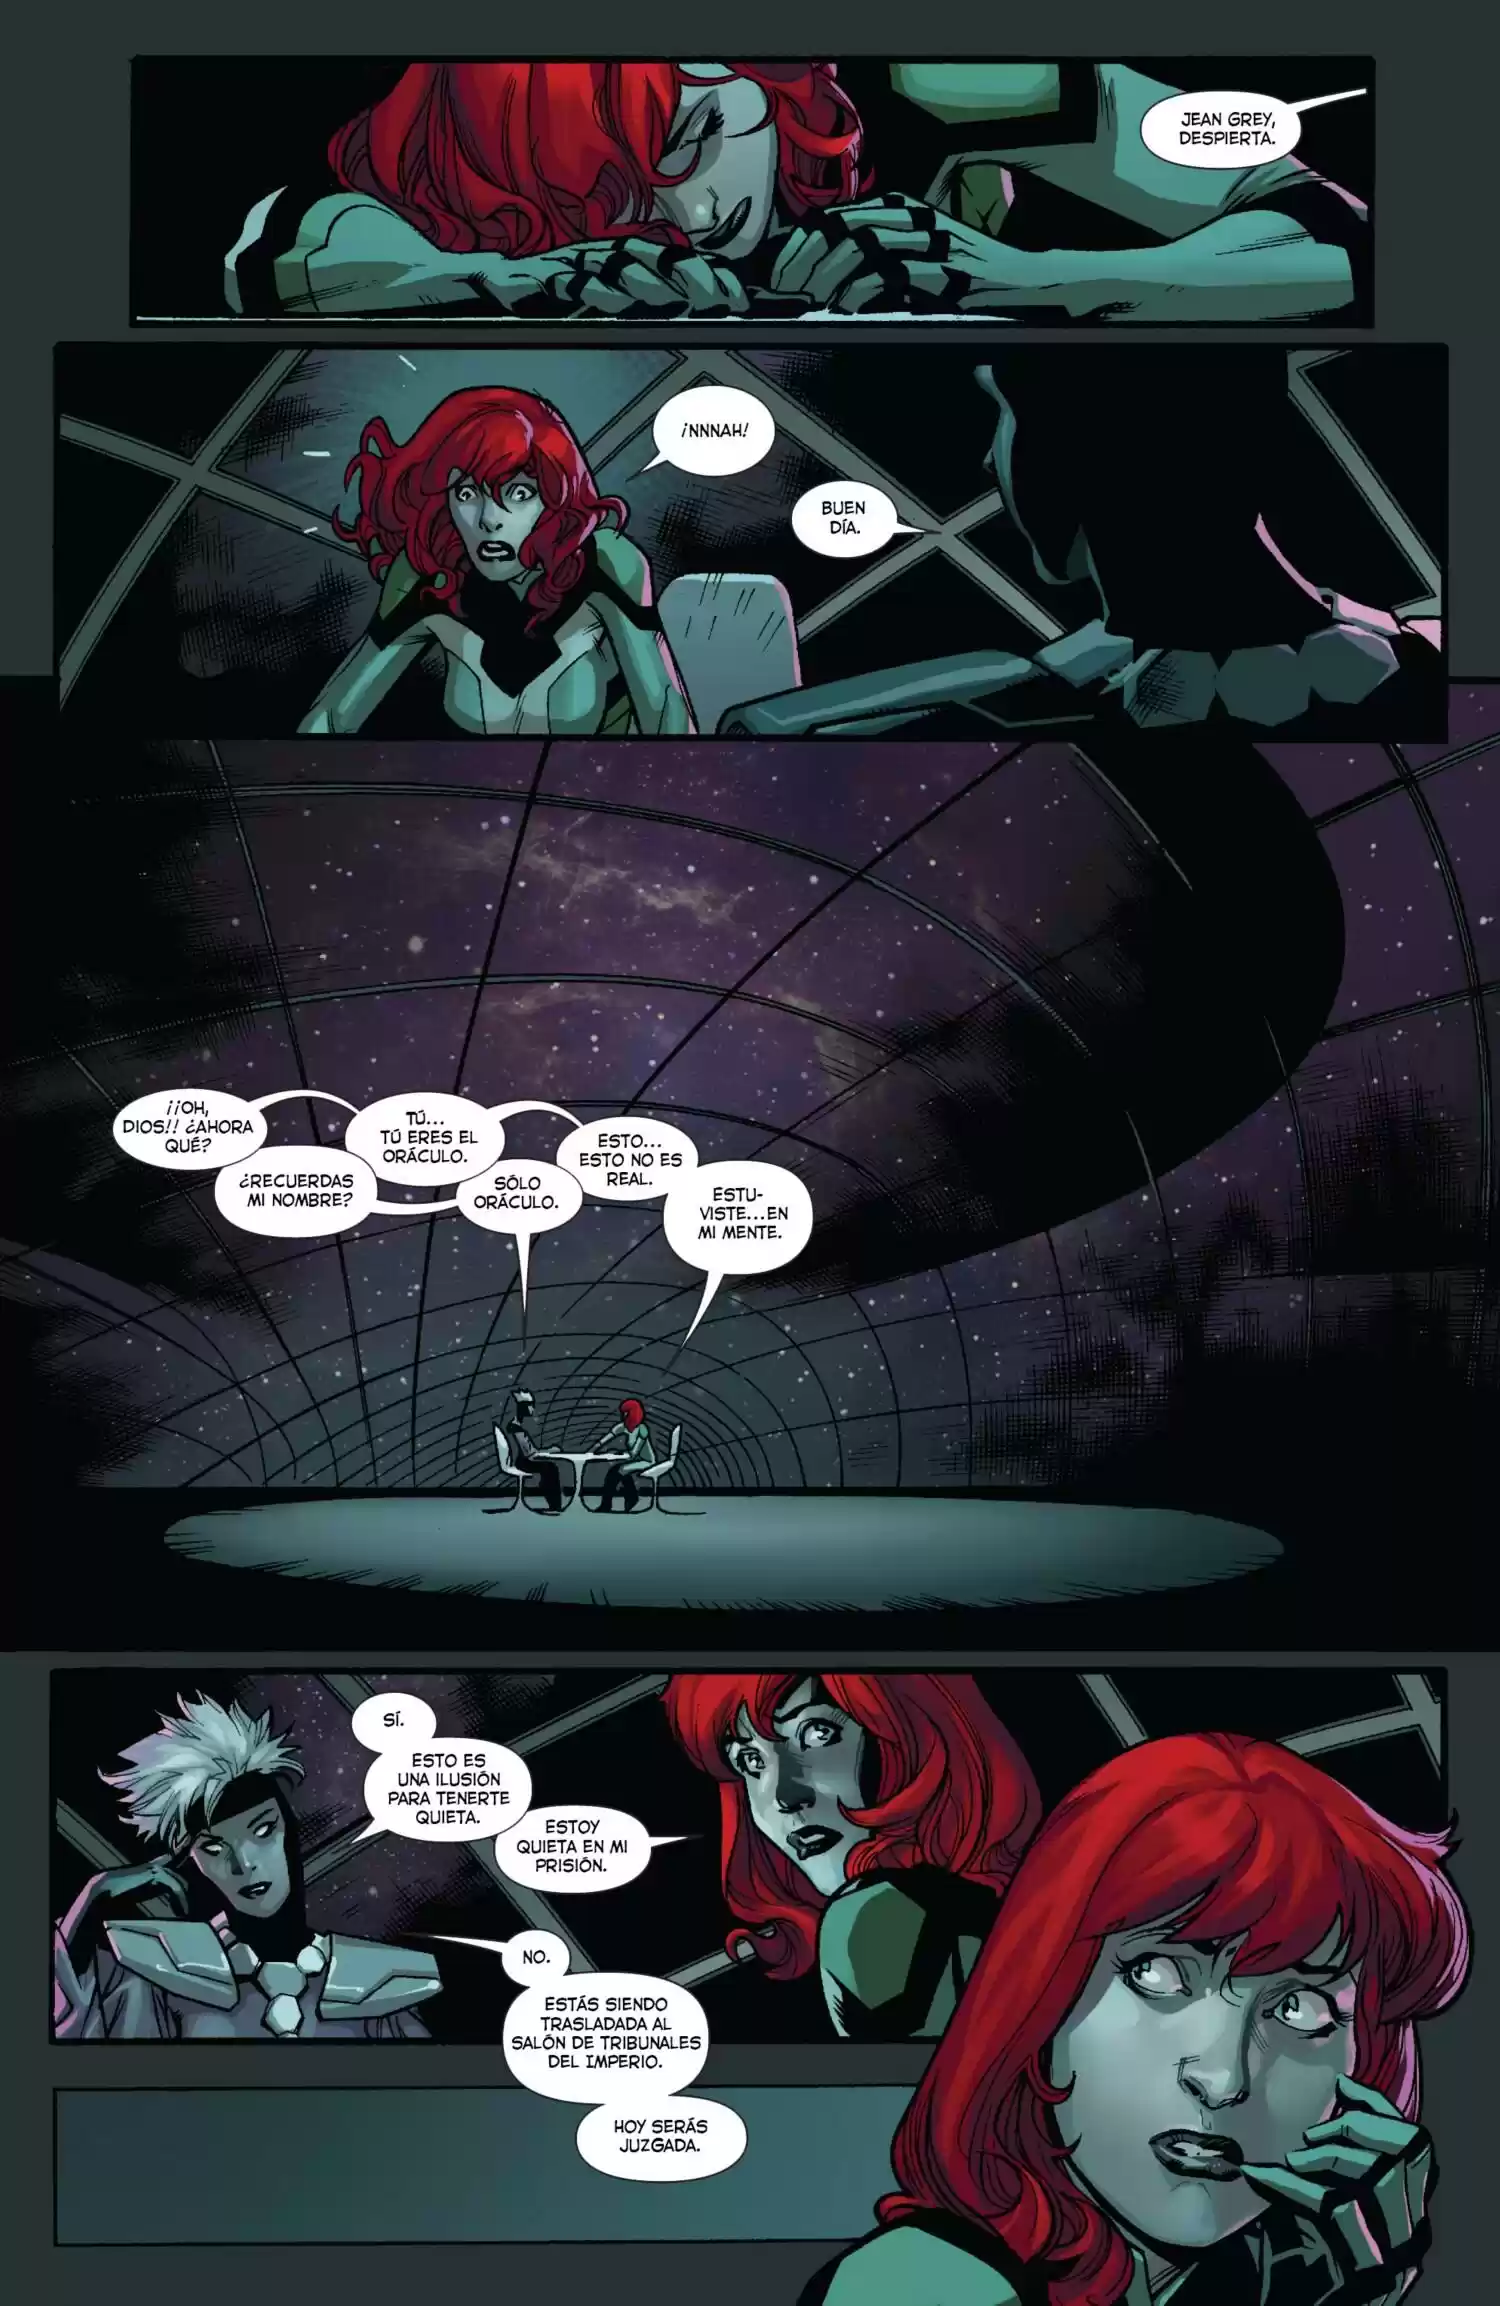 JEAN GREY,
DESPIERTA.
¡NNNAH!
BUEN
DÍA.
¡¡OH,
DIOS!! ¿AHORA
QUÉ?
¿RECUERDAS
MI NOMBRE?
TÚ...
TÚ ERES EL
ORÁCULO.
SÓLO
ORÁCULO.
ESTO...
ESTO NO ES
REAL.
ESTU-
VISTE...EN
MI MENTE.
SÍ.
ESTO ES
UNA ILUSIÓN
PARA TENERTE
QUIETA.
ESTOY
QUIETA EN MI
PRISIÓN.
NO.
ESTÁS SIENDO
TRASLADADA AL
SALÓN DE TRIBUNALES
DEL IMPERIO.
HOY SERÁS
JUZGADA.